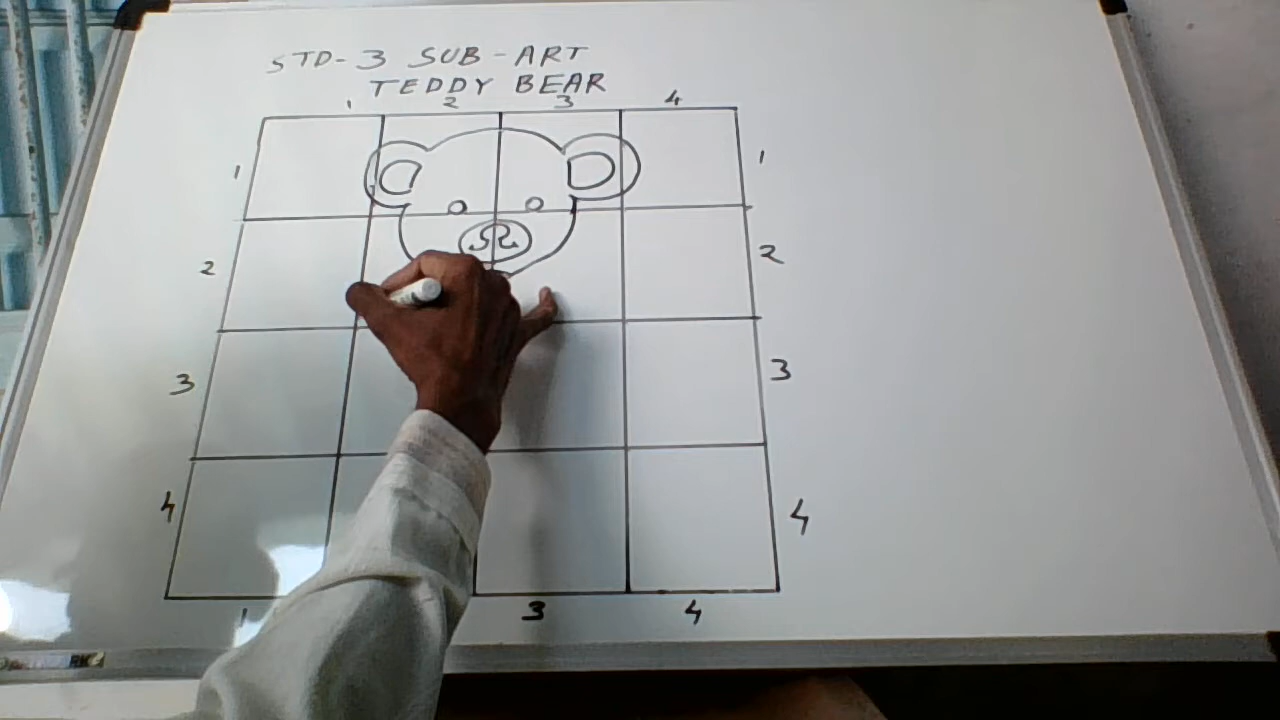 STD-3 SUB-ART
TEDDY BEAR
1 2 3 4
1 1
2 2
3 3
4 4
1 3 4